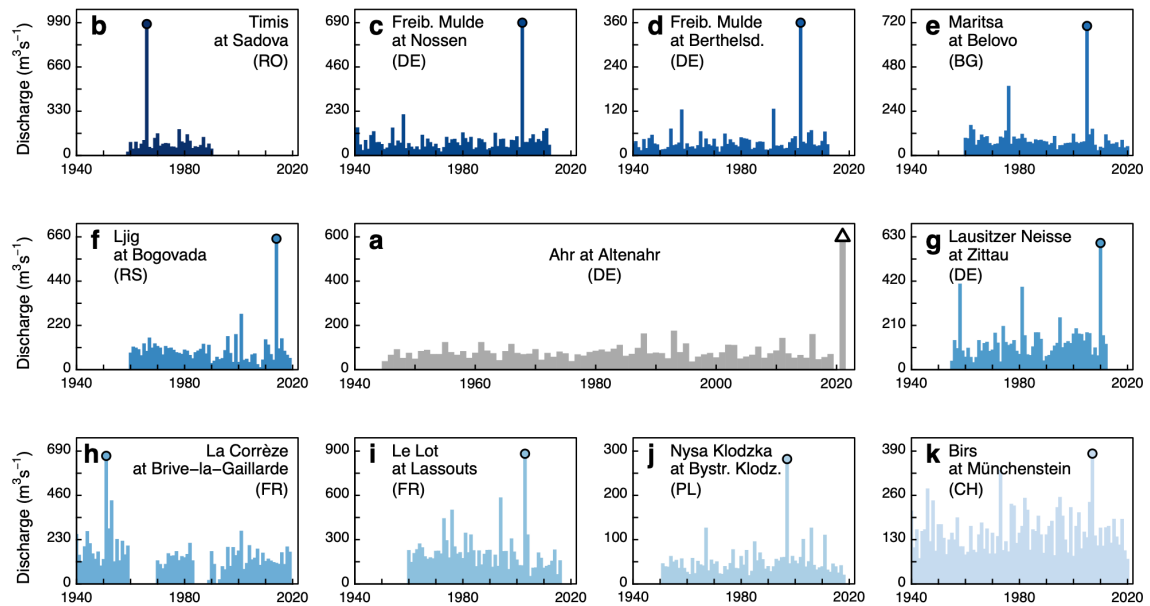 b
Timis
at Sadova
(RO)
Discharge (m³s⁻¹)
990
660
330
0
1940
1980
2020
c
Freib. Mulde
at Nossen
(DE)
690
460
230
0
1940
1980
2020
d
Freib. Mulde
at Berthelsd.
(DE)
360
240
120
0
1940
1980
2020
e
Maritsa
at Belovo
(BG)
720
480
240
0
1940
1980
2020
f
Ljig
at Bogovada
(RS)
Discharge (m³s⁻¹)
660
440
220
0
1940
1980
2020
a
Ahr at Altenahr
(DE)
600
400
200
0
1940
1960
1980
2000
2020
g
Lausitzer Neisse
at Zittau
(DE)
630
420
210
0
1940
1980
2020
h
La Corrèze
at Brive−la−Gaillarde
(FR)
Discharge (m³s⁻¹)
690
460
230
0
1940
1980
2020
i
Le Lot
at Lassouts
(FR)
900
600
300
0
1940
1980
2020
j
Nysa Klodzka
at Bystr. Klodz.
(PL)
300
200
100
0
1940
1980
2020
k
Birs
at Münchenstein
(CH)
390
260
130
0
1940
1980
2020